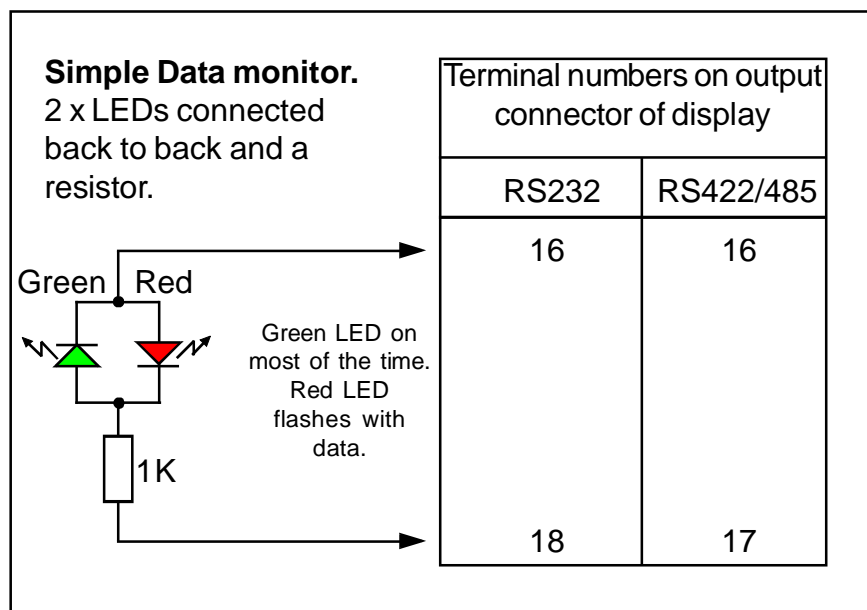 Simple Data monitor.
2 x LEDs connected
back to back and a
resistor.
Terminal numbers on output
connector of display
RS232 RS422/485
16 16
Green Red
Green LED on
most of the time.
Red LED
flashes with
data.
1K
18 17